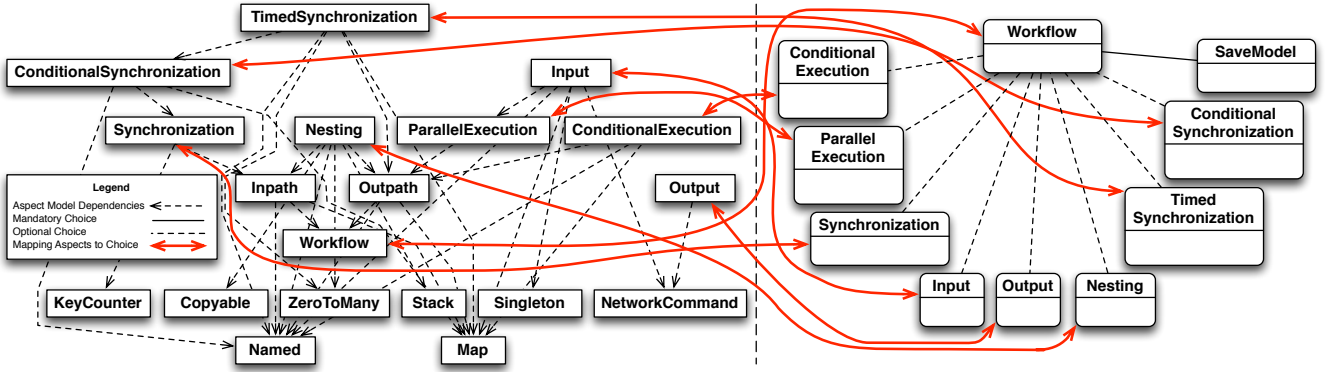 TimedSynchronization
Workflow
SaveModel
Conditional
Execution
ConditionalSynchronization
Input
Conditional
Synchronization
Synchronization
Nesting
ParallelExecution
ConditionalExecution
Parallel
Execution
Legend
Aspect Model Dependencies
Mandatory Choice
Optional Choice
Mapping Aspects to Choice
Inpath
Outpath
Output
Timed
Synchronization
Synchronization
Workflow
KeyCounter
Copyable
ZeroToMany
Stack
Singleton
NetworkCommand
Input
Output
Nesting
Named
Map